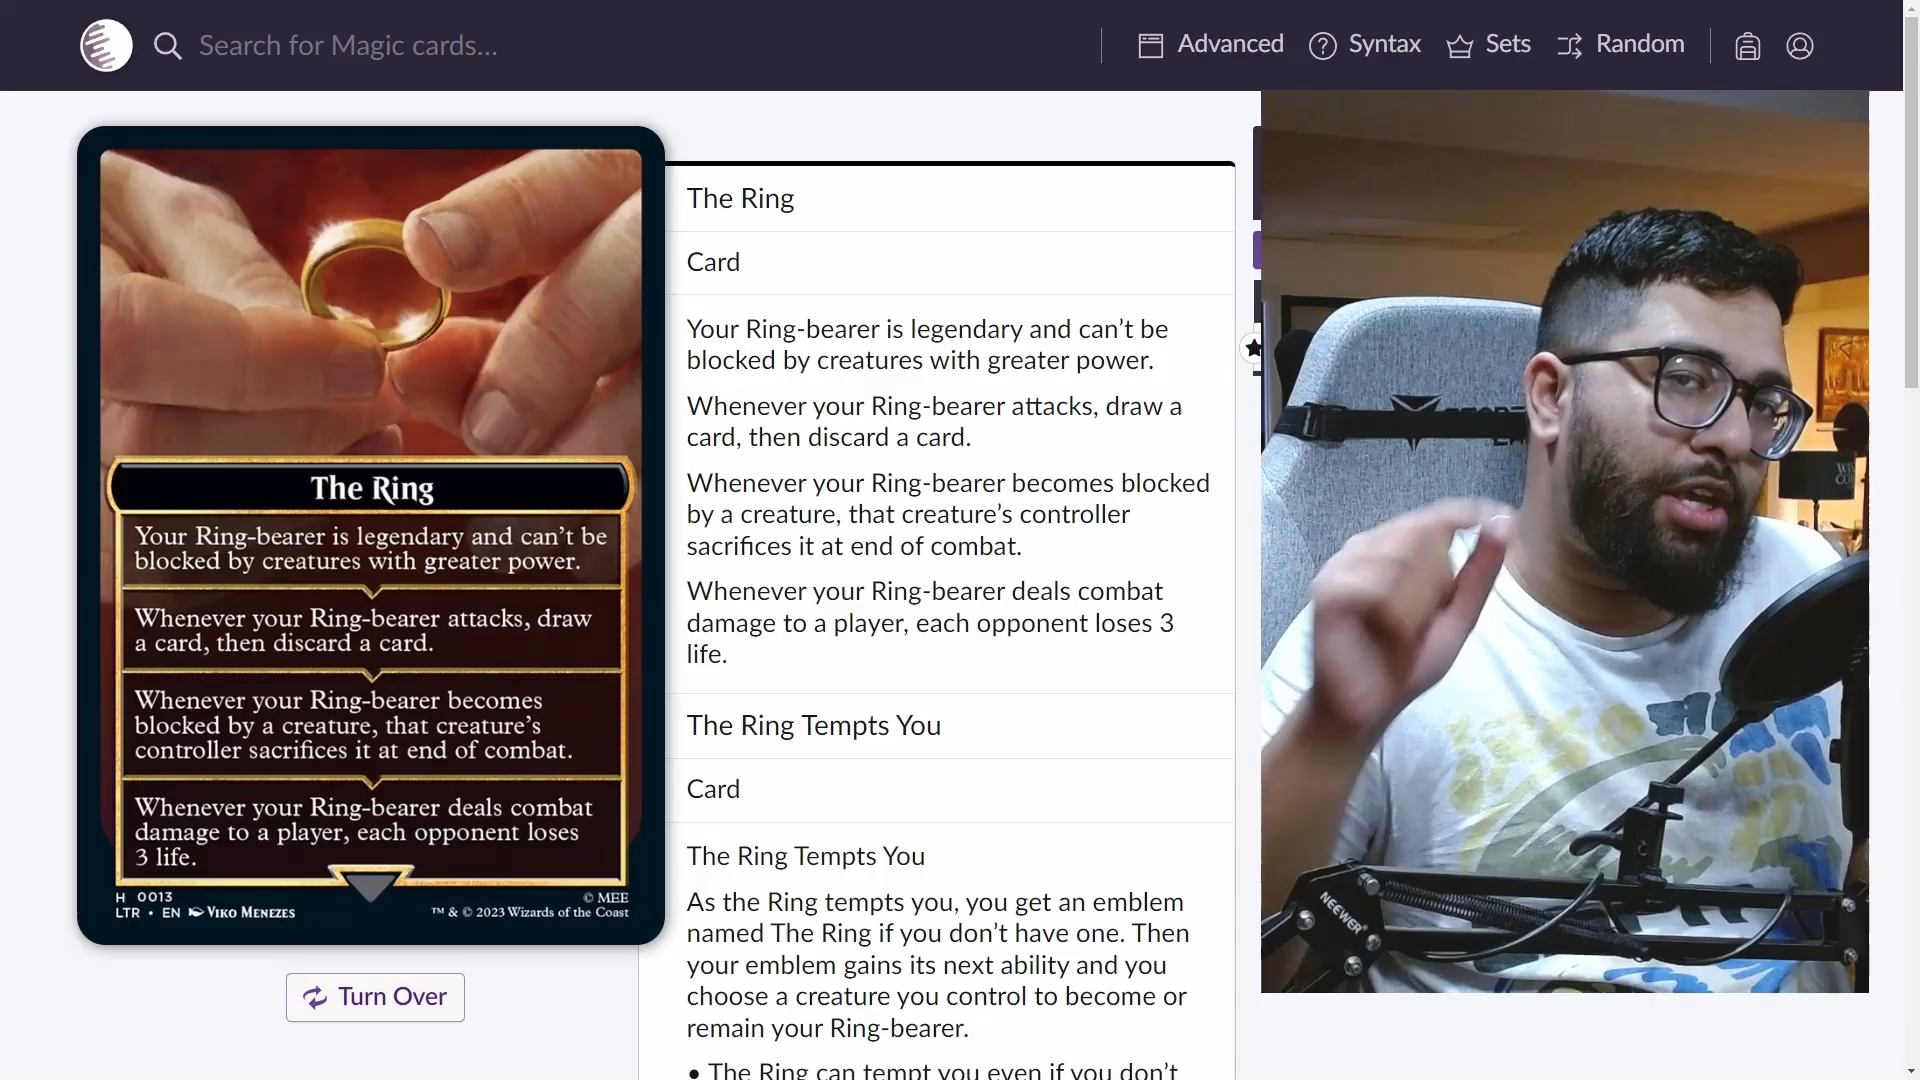 Search for Magic cards...
Advanced
Syntax
Sets
Random
The Ring
Your Ring-bearer is legendary and can't be
blocked by creatures with greater power.
Whenever your Ring-bearer attacks, draw
a card, then discard a card.
Whenever your Ring-bearer becomes
blocked by a creature, that creature's
controller sacrifices it at end of combat.
Whenever your Ring-bearer deals combat
damage to a player, each opponent loses
3 life.
H 0013
© MEE
LTR • EN VIKO MENEZES
™ & © 2023 Wizards of the Coast
Turn Over
The Ring
Card
Your Ring-bearer is legendary and can't be
blocked by creatures with greater power.
Whenever your Ring-bearer attacks, draw a
card, then discard a card.
Whenever your Ring-bearer becomes blocked
by a creature, that creature's controller
sacrifices it at end of combat.
Whenever your Ring-bearer deals combat
damage to a player, each opponent loses 3
life.
The Ring Tempts You
Card
The Ring Tempts You
As the Ring tempts you, you get an emblem
named The Ring if you don't have one. Then
your emblem gains its next ability and you
choose a creature you control to become or
remain your Ring-bearer.
• The Ring can tempt you even if you don't
NEEWER